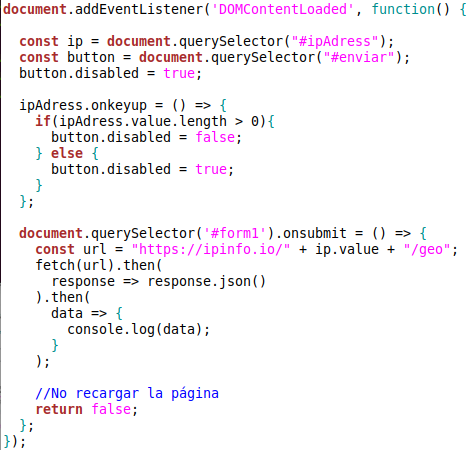 document.addEventListener('DOMContentLoaded', function() {
  const ip = document.querySelector("#ipAdress");
  const button = document.querySelector("#enviar");
  button.disabled = true;
  ipAdress.onkeyup = () => {
    if(ipAdress.value.length > 0){
      button.disabled = false;
    } else {
      button.disabled = true;
    }
  };
  document.querySelector('#form1').onsubmit = () => {
    const url = "https://ipinfo.io/" + ip.value + "/geo";
    fetch(url).then(
      response => response.json()
    ).then(
      data => {
        console.log(data);
      }
    );
    //No recargar la página
    return false;
  };
});